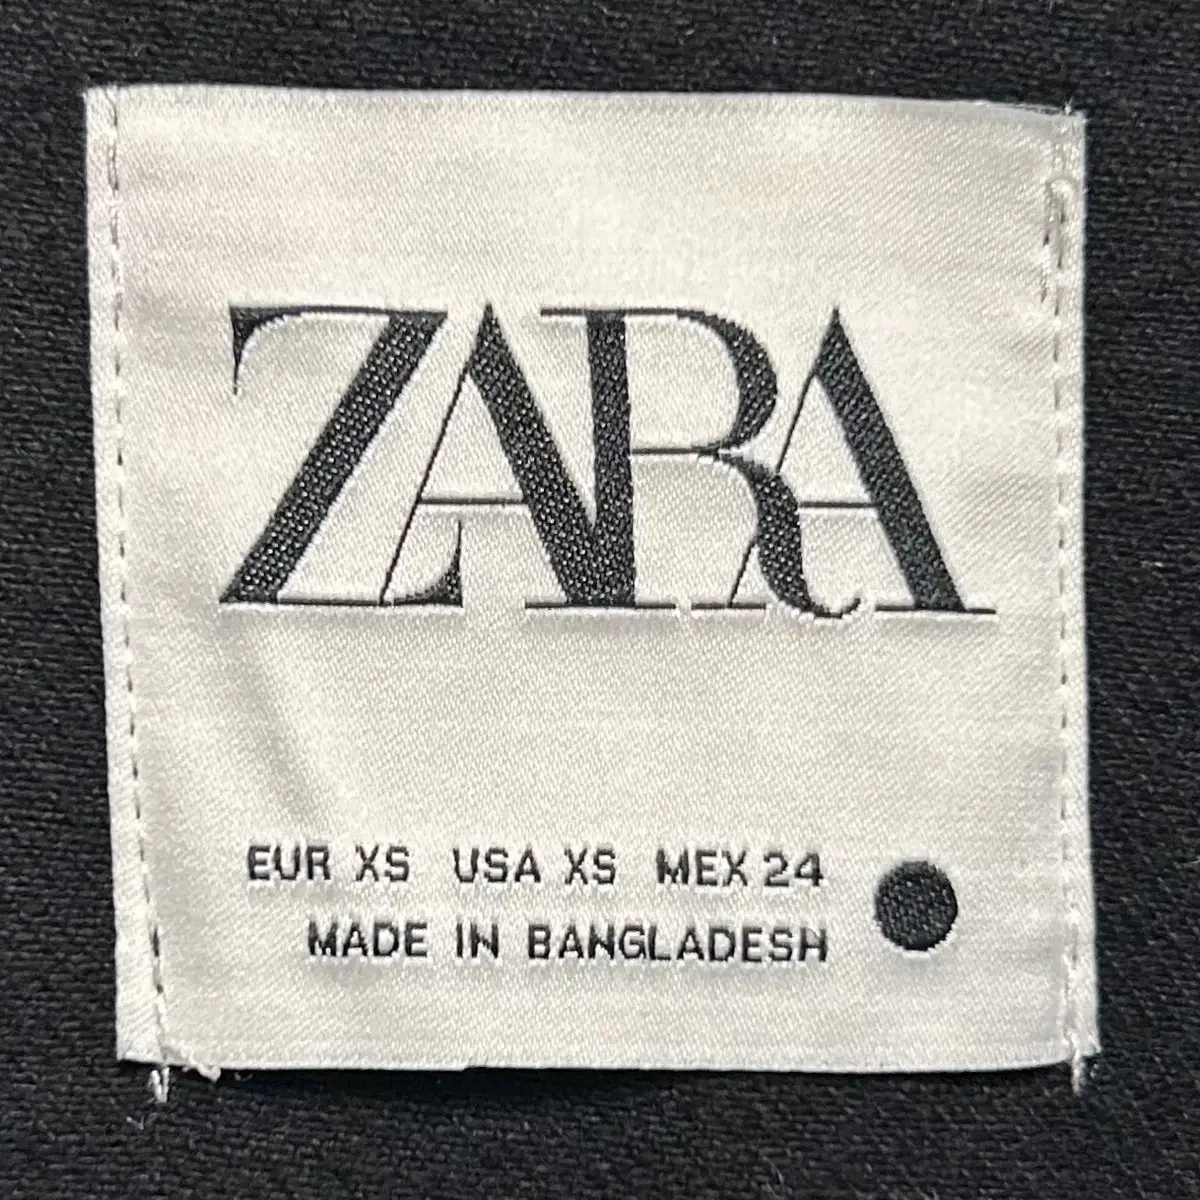 ZARA
EUR XS USA XS MEX 24
MADE IN BANGLADESH